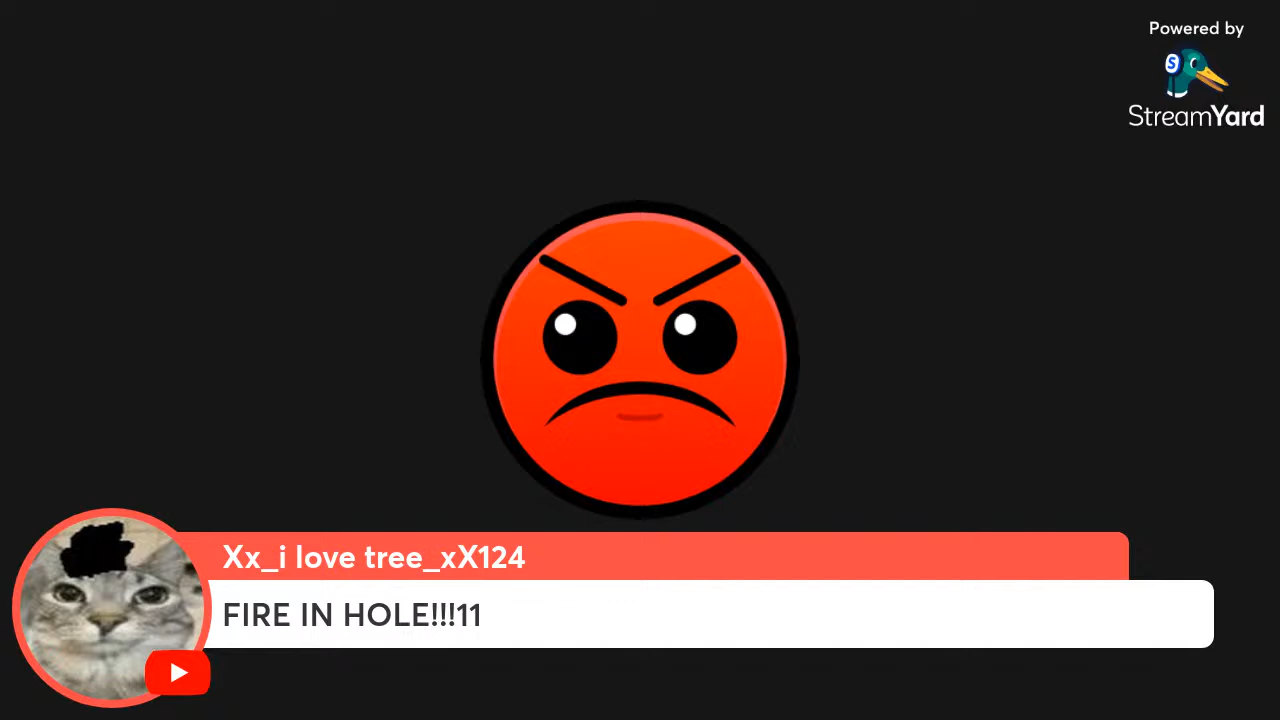 Powered by
S
StreamYard
Xx_i love tree_xX124
FIRE IN HOLE!!!11